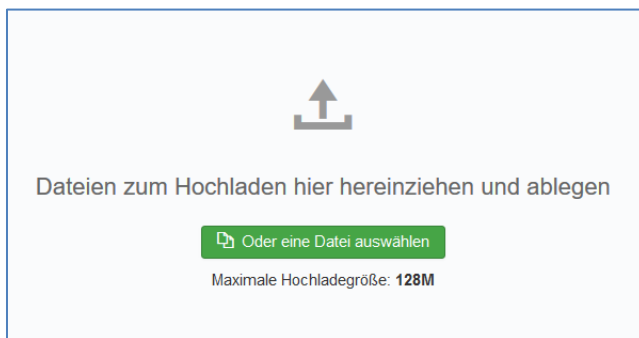 Dateien zum Hochladen hier hereinziehen und ablegen
Oder eine Datei auswählen
Maximale Hochladegröße: 128M